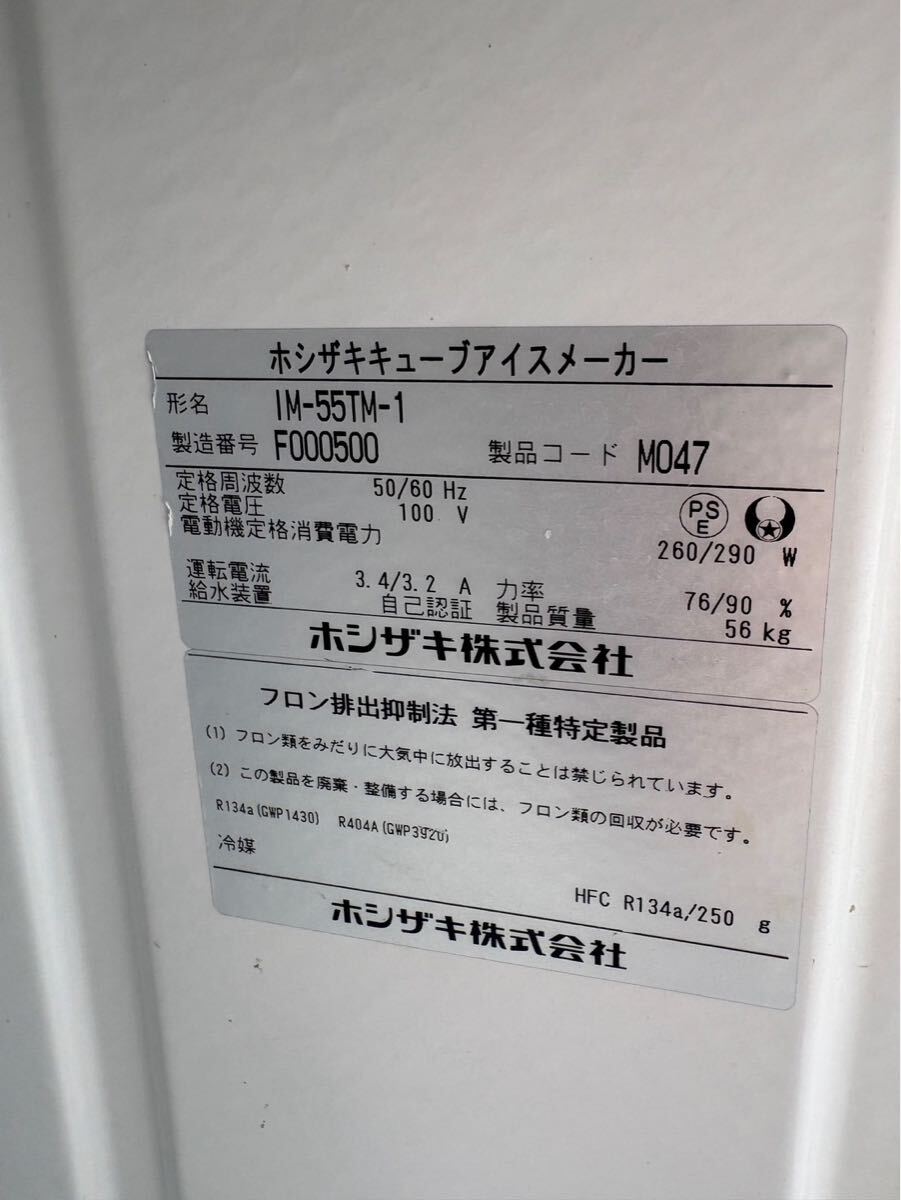 ホシザキキューブアイスメーカー
形名 IM-55TM-1
製造番号 F000500 製品コード M047
定格周波数 50/60 Hz
定格電圧 100 V
PS E
電動機定格消費電力 260/290 W
運転電流 3.4/3.2 A 力率 76/90 %
給水装置 自己認証 製品質量 56 kg
ホシザキ株式会社
フロン排出抑制法 第一種特定製品
(1) フロン類をみだりに大気中に放出することは禁じられています。
(2) この製品を廃棄・整備する場合には、フロン類の回収が必要です。
R134a(GWP1430) R404A(GWP3920)
冷媒 HFC R134a/250 g
ホシザキ株式会社